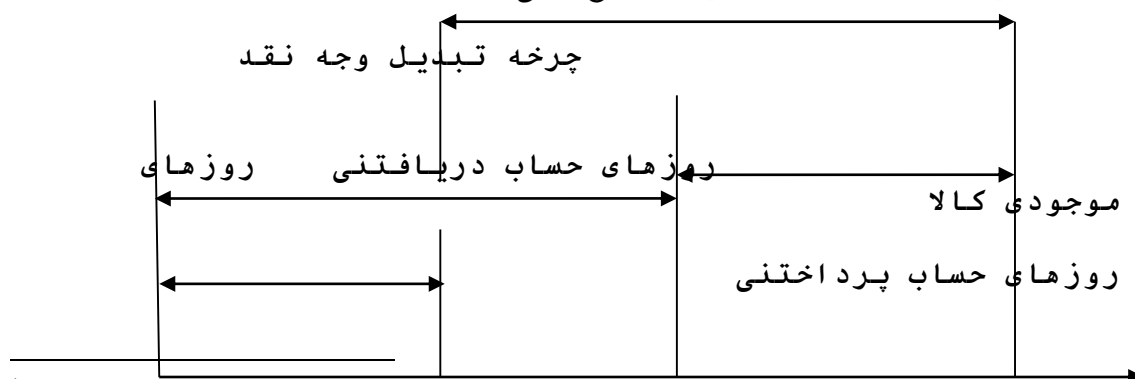 چرخه تبدیل وجه نقد
روزهای حساب دریافتنی روزهای
موجودی کالا
روزهای حساب پرداختنی